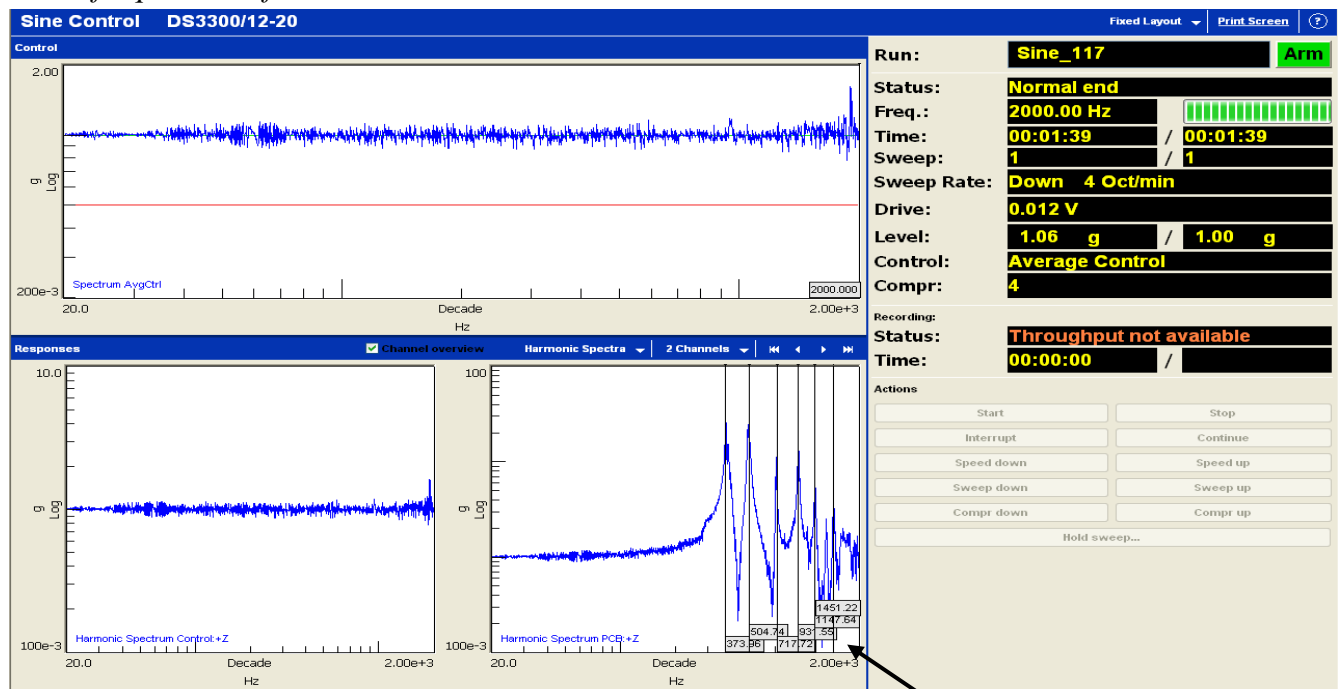 Sine Control DS3300/12-20 Fixed Layout Print Screen ?
Control
2.00
g
Log
Spectrum AvgCtrl
200e-3
2000.000
20.0 Decade 2.00e+3
Hz
Responses Channel overview Harmonic Spectra 2 Channels
10.0
g
Log
Harmonic Spectrum Control:+Z
100e-3
20.0 Decade 2.00e+3
Hz
100
g
Log
1451.22
1147.64
504.74 931.55
373.96 717.72
Harmonic Spectrum PCB:+Z
100e-3
20.0 Decade 2.00e+3
Hz
Run: Sine_117 Arm
Status: Normal end
Freq.: 2000.00 Hz
Time: 00:01:39 / 00:01:39
Sweep: 1 / 1
Sweep Rate: Down 4 Oct/min
Drive: 0.012 V
Level: 1.06 g / 1.00 g
Control: Average Control
Compr: 4
Recording:
Status: Throughput not available
Time: 00:00:00 /
Actions
Start Stop
Interrupt Continue
Speed down Speed up
Sweep down Sweep up
Compr down Compr up
Hold sweep...